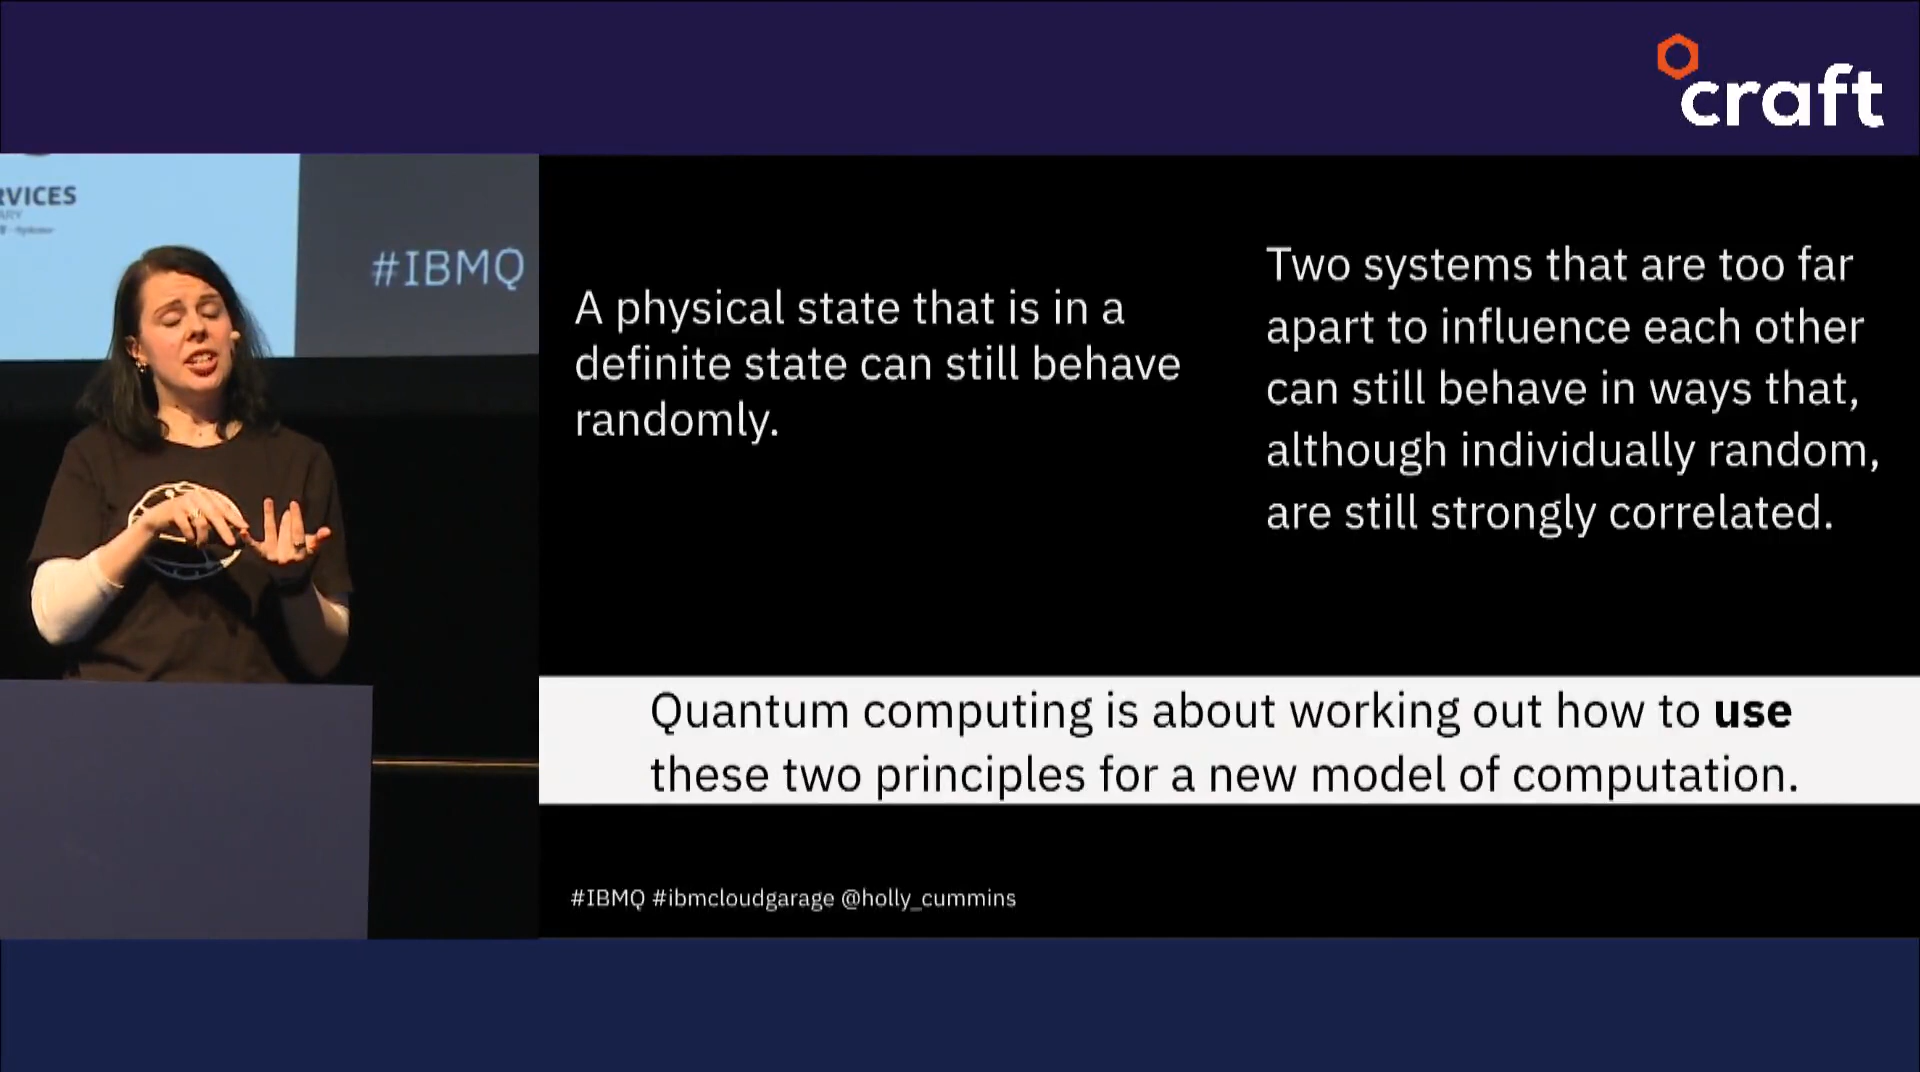 craft
RVICES
ARY
#IBMQ
A physical state that is in a
definite state can still behave
randomly.
Two systems that are too far
apart to influence each other
can still behave in ways that,
although individually random,
are still strongly correlated.
Quantum computing is about working out how to use
these two principles for a new model of computation.
#IBMQ #ibmcloudgarage @holly_cummins